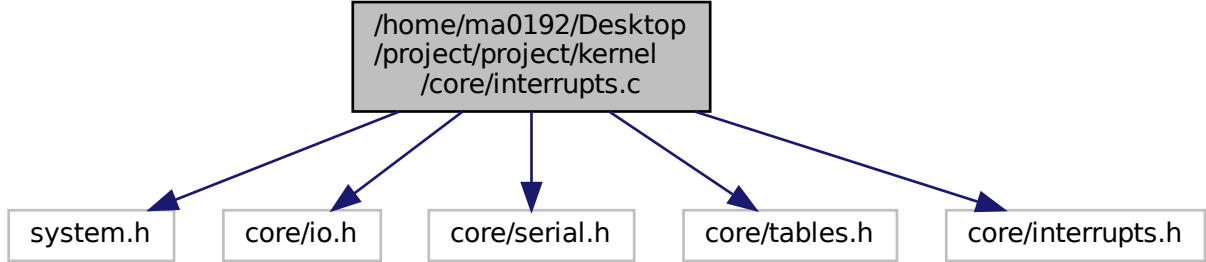 /home/ma0192/Desktop
/project/project/kernel
/core/interrupts.c
system.h
core/io.h
core/serial.h
core/tables.h
core/interrupts.h